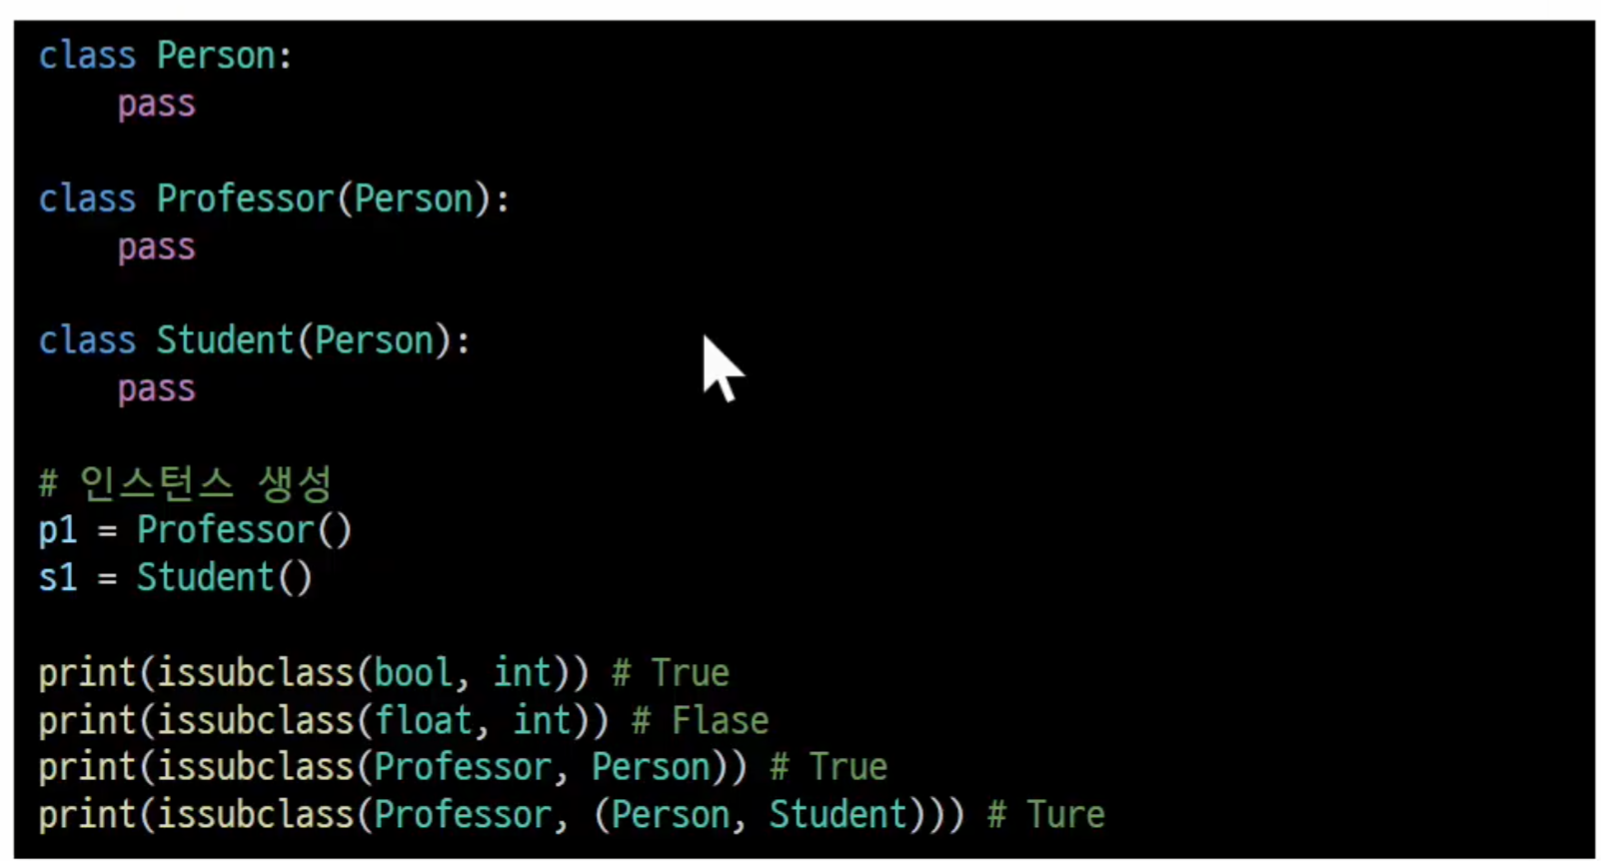 class Person:
    pass
class Professor(Person):
    pass
class Student(Person):
    pass
# 인스턴스 생성
p1 = Professor()
s1 = Student()
print(issubclass(bool, int)) # True
print(issubclass(float, int)) # Flase
print(issubclass(Professor, Person)) # True
print(issubclass(Professor, (Person, Student))) # Ture